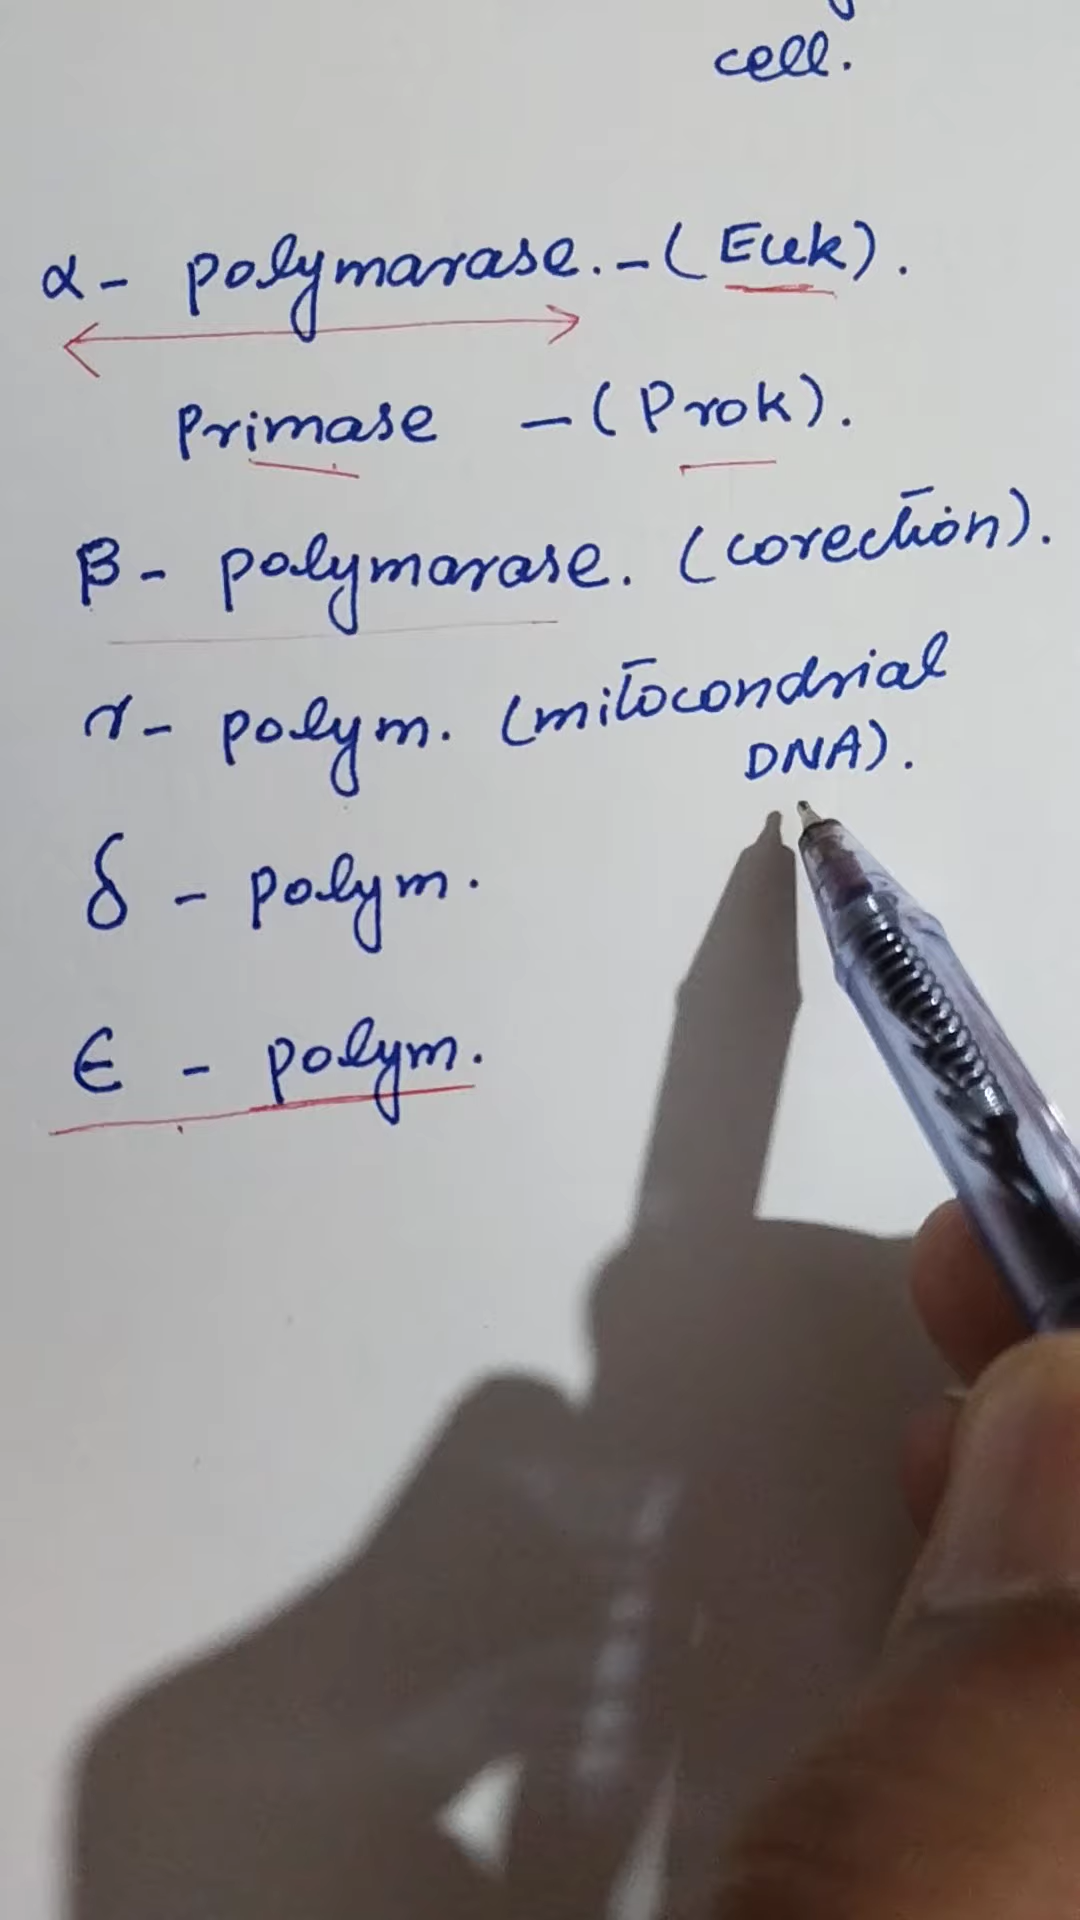 cell.
α - polymarase. - (Euk).
Primase - (Prok).
β - polymarase. (corection).
γ - polym. (mitocondrial
DNA).
δ - polym.
ϵ - polym.